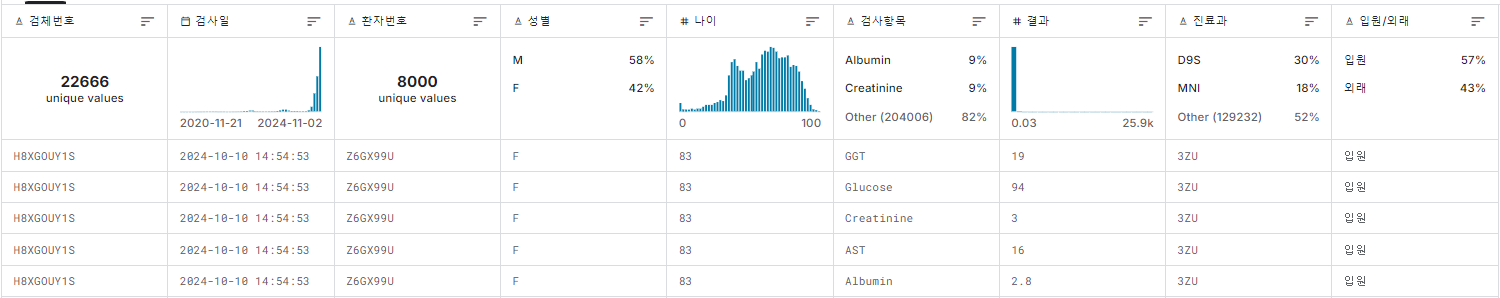 검체번호 검사일 환자번호 성별 나이 검사항목 결과 진료과 입원/외래
22666
unique values
2020-11-21 2024-11-02
8000
unique values
M 58%
F 42%
0 100
Albumin 9%
Creatinine 9%
Other (204006) 82%
0.03 25.9k
D9S 30%
MNI 18%
Other (129232) 52%
입원 57%
외래 43%
H8XGOUY1S 2024-10-10 14:54:53 Z6GX99U F 83 GGT 19 3ZU 입원
H8XGOUY1S 2024-10-10 14:54:53 Z6GX99U F 83 Glucose 94 3ZU 입원
H8XGOUY1S 2024-10-10 14:54:53 Z6GX99U F 83 Creatinine 3 3ZU 입원
H8XGOUY1S 2024-10-10 14:54:53 Z6GX99U F 83 AST 16 3ZU 입원
H8XGOUY1S 2024-10-10 14:54:53 Z6GX99U F 83 Albumin 2.8 3ZU 입원